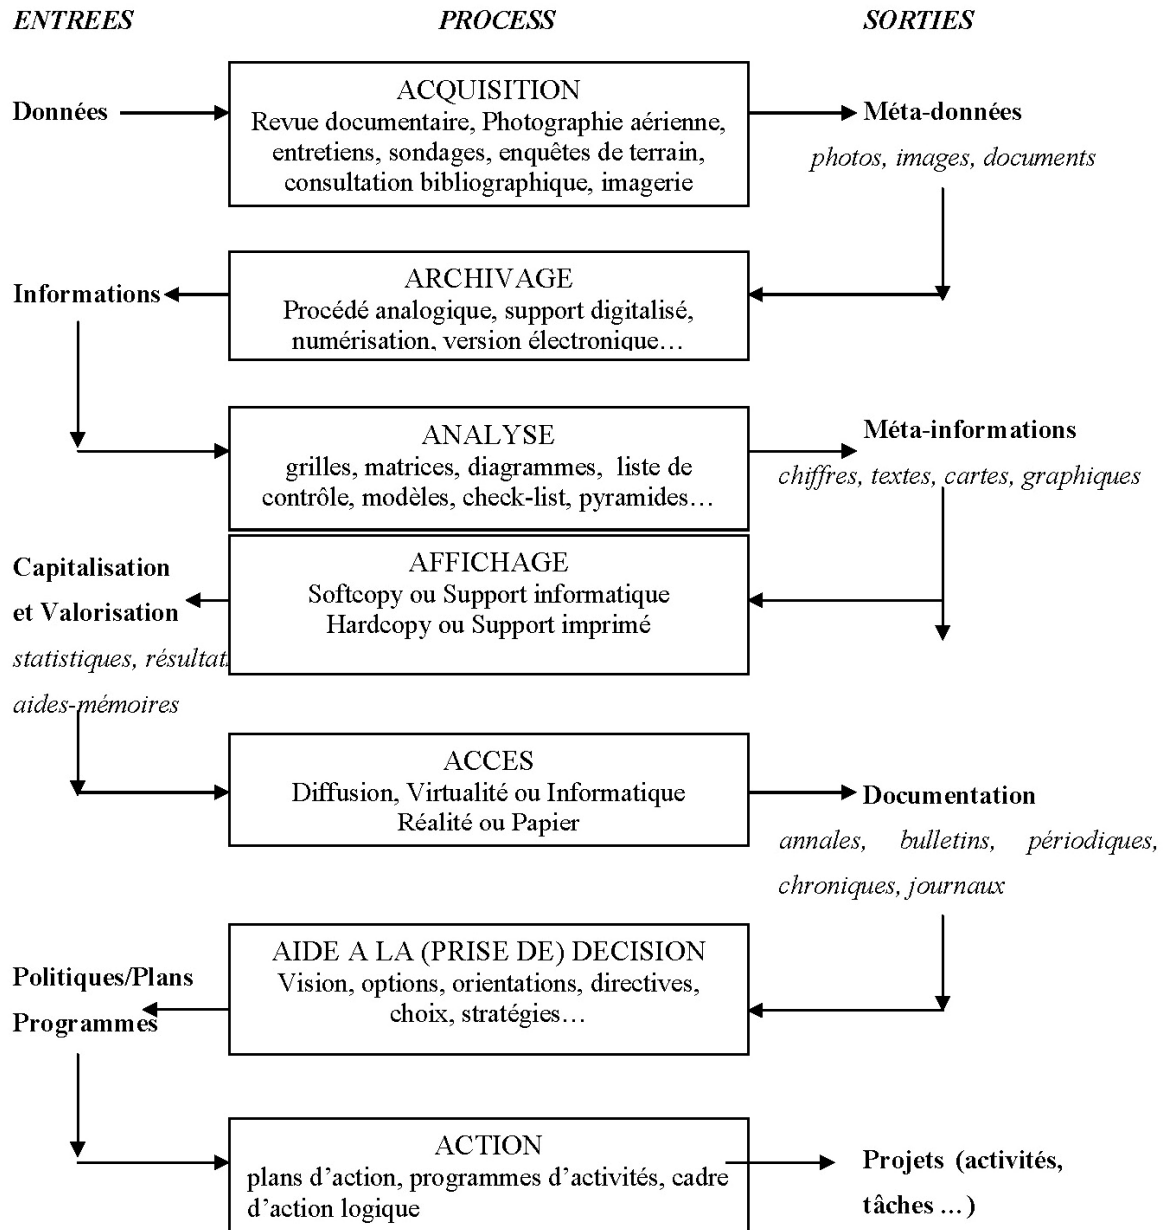 ENTREES PROCESS SORTIES
Données
ACQUISITION
Revue documentaire, Photographie aérienne,
entretiens, sondages, enquêtes de terrain,
consultation bibliographique, imagerie
Méta-données
photos, images, documents
Informations
ARCHIVAGE
Procédé analogique, support digitalisé,
numérisation, version électronique…
ANALYSE
grilles, matrices, diagrammes, liste de
contrôle, modèles, check-list, pyramides…
Méta-informations
chiffres, textes, cartes, graphiques
Capitalisation
et Valorisation
statistiques, résultat
aides-mémoires
AFFICHAGE
Softcopy ou Support informatique
Hardcopy ou Support imprimé
ACCES
Diffusion, Virtualité ou Informatique
Réalité ou Papier
Documentation
annales, bulletins, périodiques,
chroniques, journaux
Politiques/Plans
Programmes
AIDE A LA (PRISE DE) DECISION
Vision, options, orientations, directives,
choix, stratégies…
ACTION
plans d’action, programmes d’activités, cadre
d’action logique
Projets (activités,
tâches …)